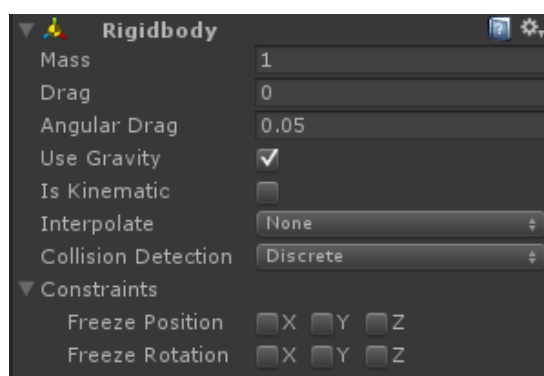 Rigidbody
Mass 1
Drag 0
Angular Drag 0.05
Use Gravity
Is Kinematic
Interpolate None
Collision Detection Discrete
Constraints
Freeze Position X Y Z
Freeze Rotation X Y Z